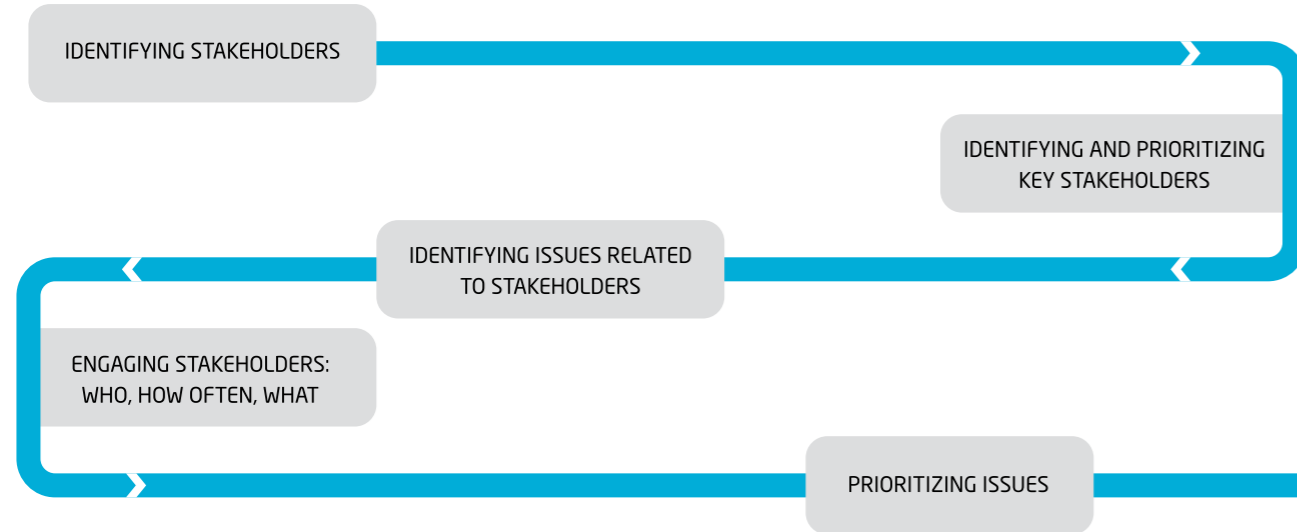 IDENTIFYING STAKEHOLDERS
IDENTIFYING AND PRIORITIZING
KEY STAKEHOLDERS
IDENTIFYING ISSUES RELATED
TO STAKEHOLDERS
ENGAGING STAKEHOLDERS:
WHO, HOW OFTEN, WHAT
PRIORITIZING ISSUES